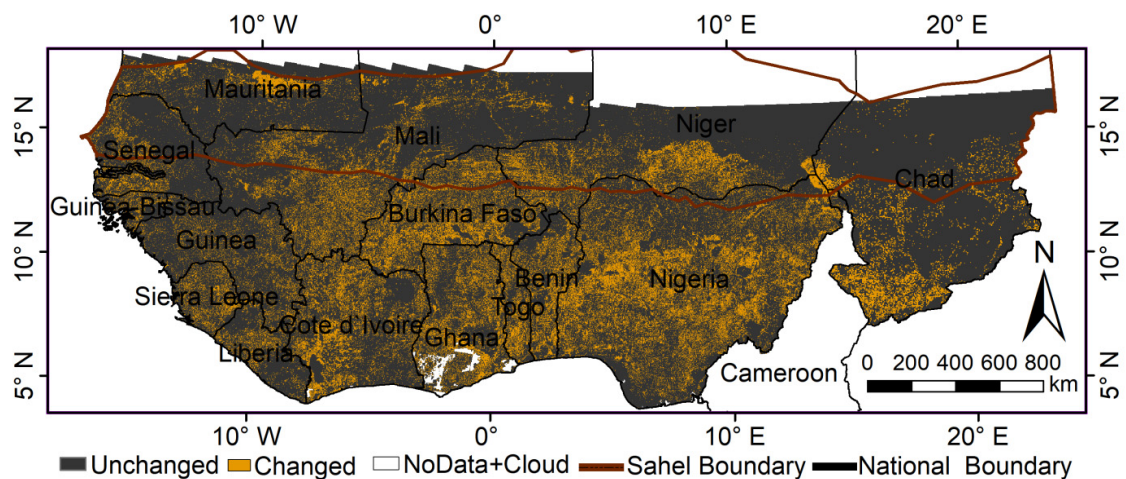 10° W 0° 10° E 20° E
Mauritania
15° N
15° N
Mali
Niger
Senegal
Chad
Guinea-Bissau
Burkina Faso
Guinea
10° N
10° N
N
Benin
Nigeria
Sierra Leone
Togo
Cote d Ivoire
Ghana
Liberia
0 200 400 600 800
km
Cameroon
5° N
5° N
10° W 0° 10° E 20° E
Unchanged Changed NoData+Cloud Sahel Boundary National Boundary